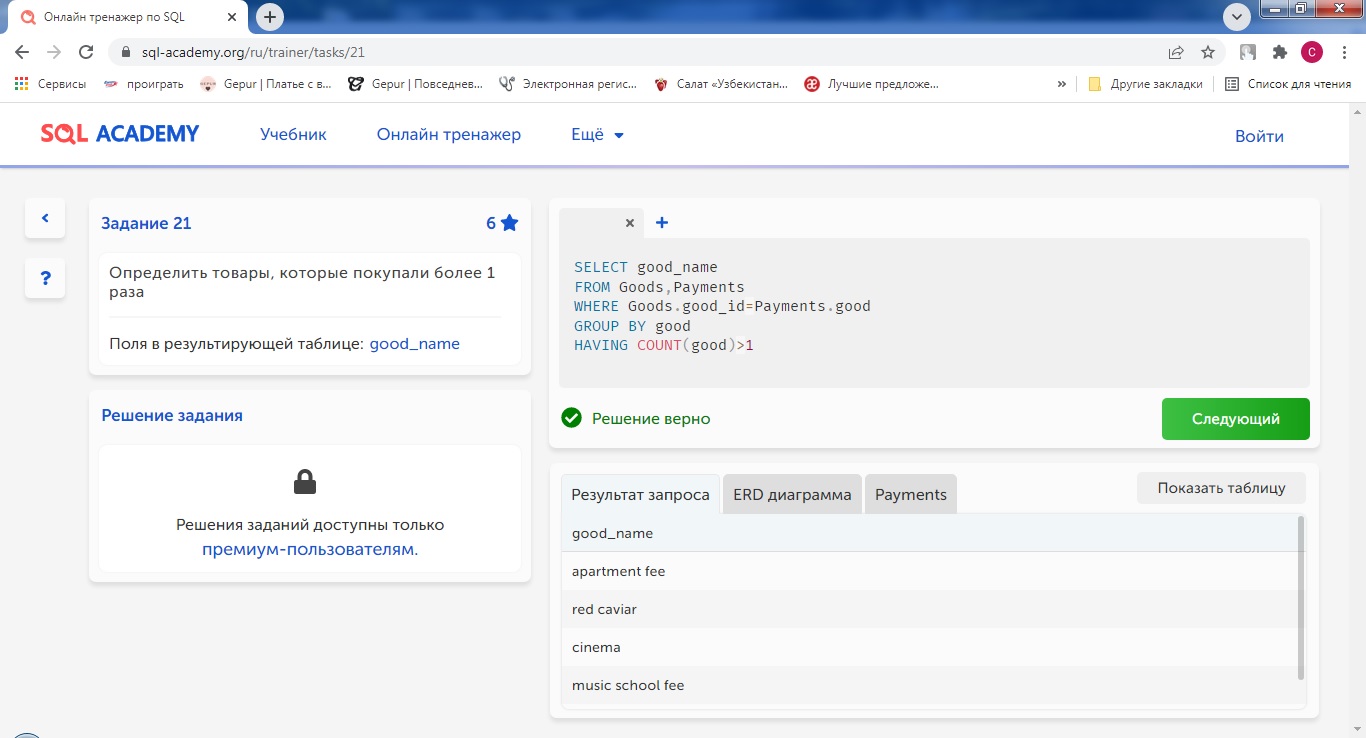 Онлайн тренажер по SQL
sql-academy.org/ru/trainer/tasks/21
С
Сервисы
проиграть
Gepur | Платье с в...
Gepur | Повседнев...
Электронная регис...
Салат «Узбекистан...
Лучшие предложе...
»
Другие закладки
Список для чтения
SQL ACADEMY
Учебник
Онлайн тренажер
Ещё
Войти
Задание 21
6
?
Определить товары, которые покупали более 1
раза
Поля в результирующей таблице: good_name
Решение задания
Решения заданий доступны только
премиум-пользователям.
SELECT good_name
FROM Goods,Payments
WHERE Goods.good_id=Payments.good
GROUP BY good
HAVING COUNT(good)>1
Решение верно
Следующий
Результат запроса
ERD диаграмма
Payments
Показать таблицу
good_name
apartment fee
red caviar
cinema
music school fee